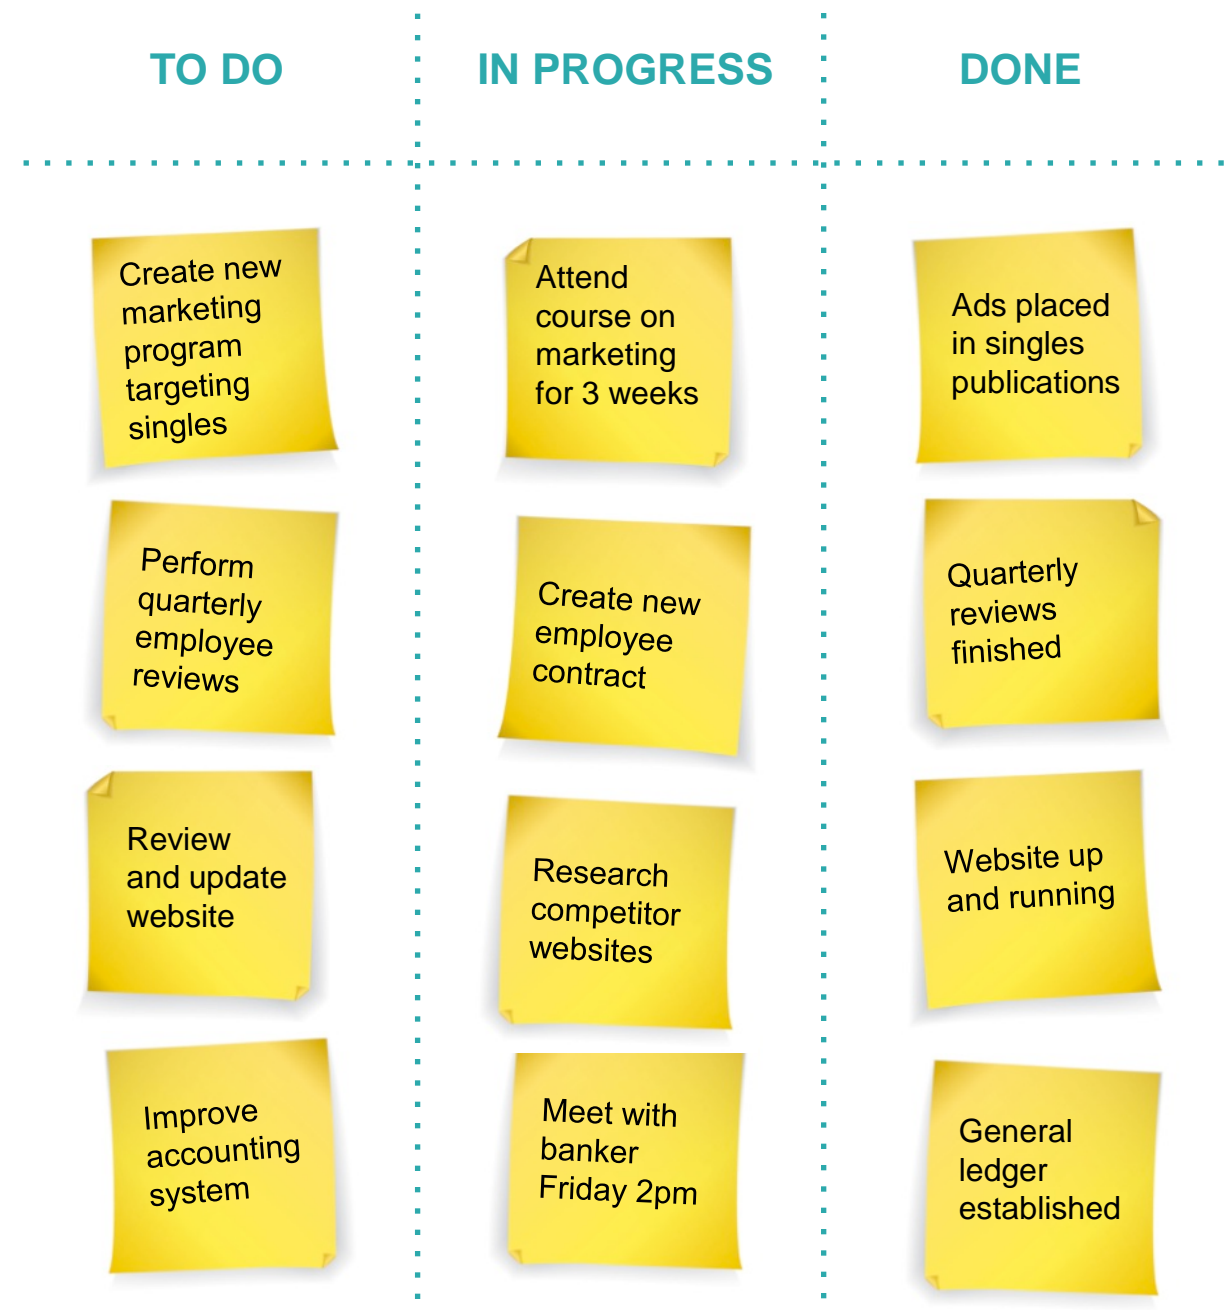 TO DO
IN PROGRESS
DONE
Create new
marketing
program
targeting
singles
Attend
course on
marketing
for 3 weeks
Ads placed
in singles
publications
Perform
quarterly
employee
reviews
Create new
employee
contract
Quarterly
reviews
finished
Review
and update
website
Research
competitor
websites
Website up
and running
Improve
accounting
system
Meet with
banker
Friday 2pm
General
ledger
established